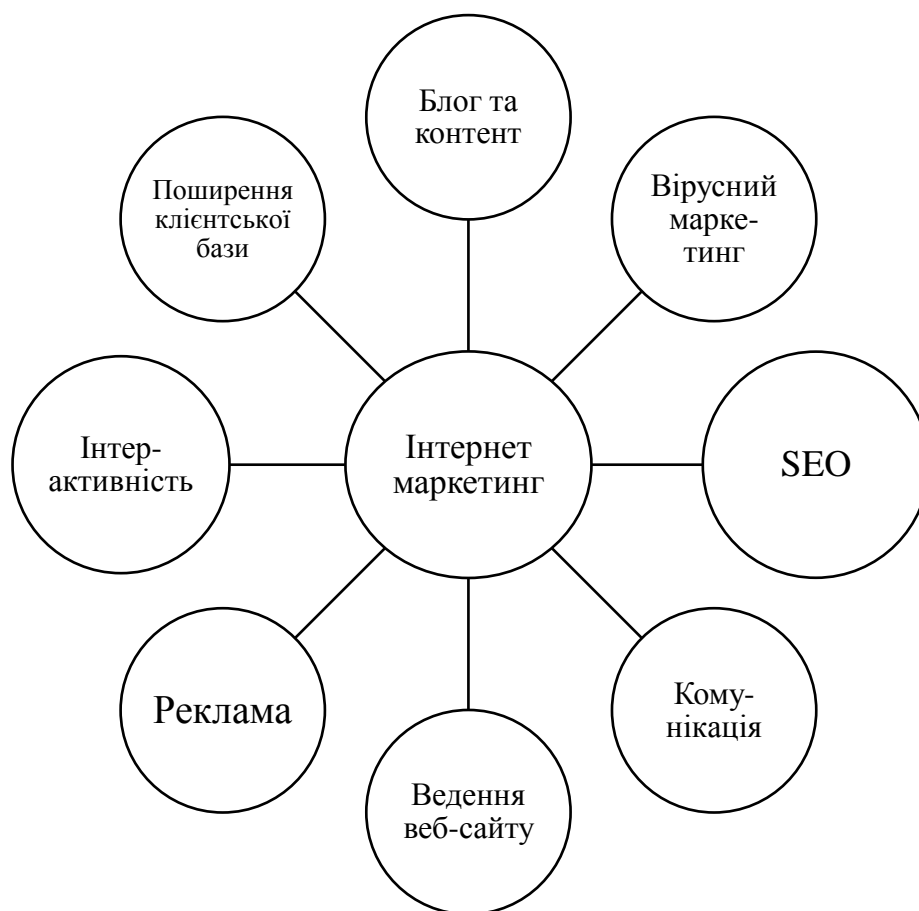 Блог та
контент
Вірусний
марке-
тинг
Поширення
клієнтської
бази
Інтернет
маркетинг
SEO
Інтер-
активність
Кому-
нікація
Реклама
Ведення
веб-сайту